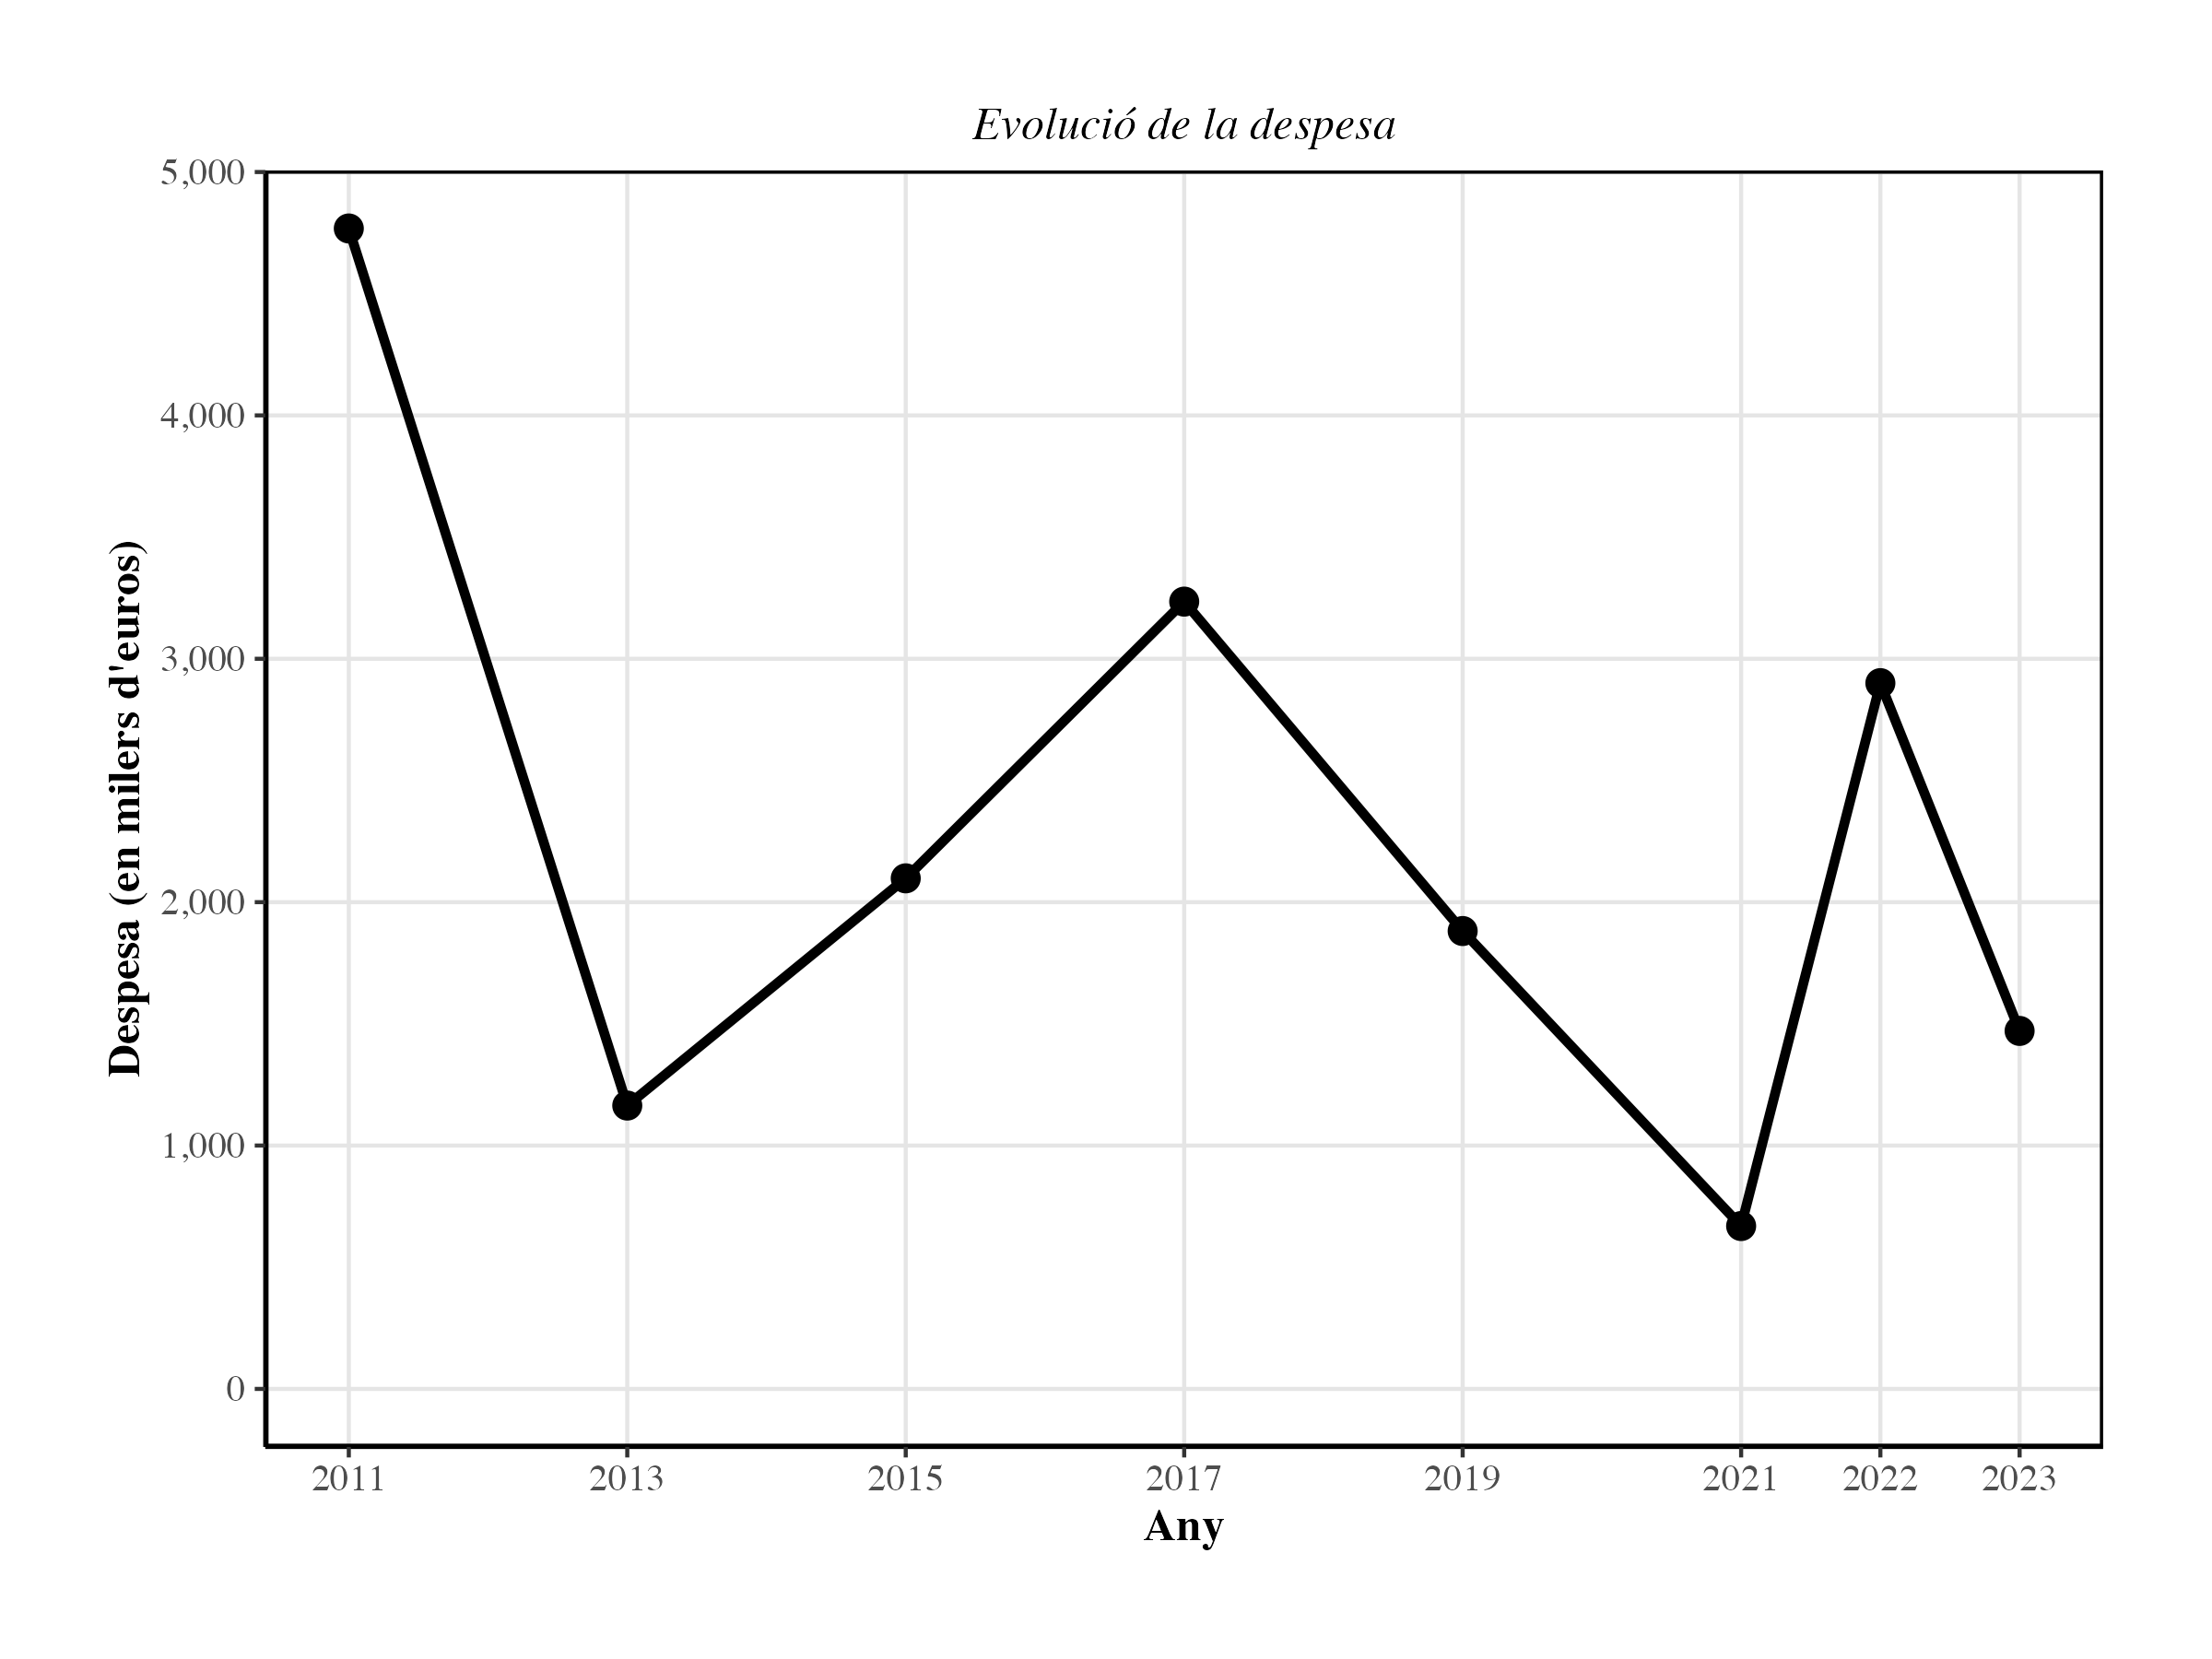 Evolució de la despesa
Despesa (en milers d'euros)
5,000
4,000
3,000
2,000
1,000
0
2011 2013 2015 2017 2019 2021 2022 2023
Any